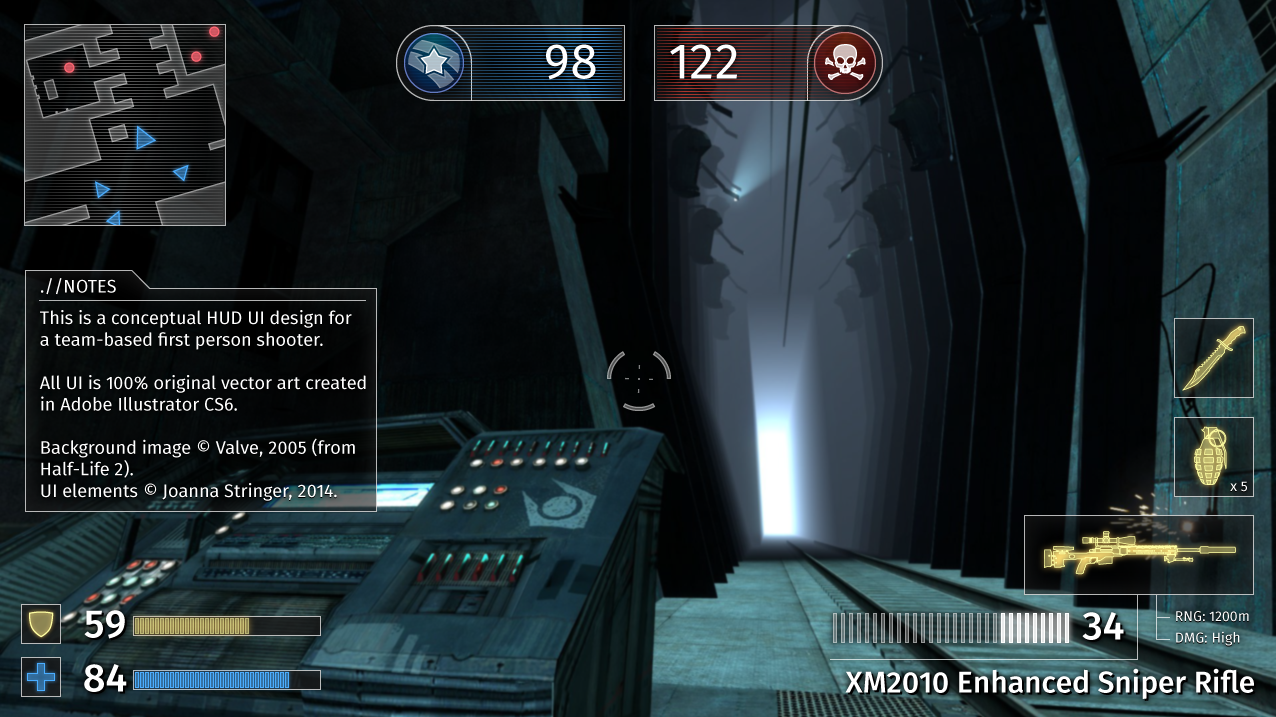 98
122
.//NOTES
This is a conceptual HUD UI design for
a team-based first person shooter.
All UI is 100% original vector art created
in Adobe Illustrator CS6.
Background image © Valve, 2005 (from
Half-Life 2).
UI elements © Joanna Stringer, 2014.
x 5
59
84
34
RNG: 1200m
DMG: High
XM2010 Enhanced Sniper Rifle